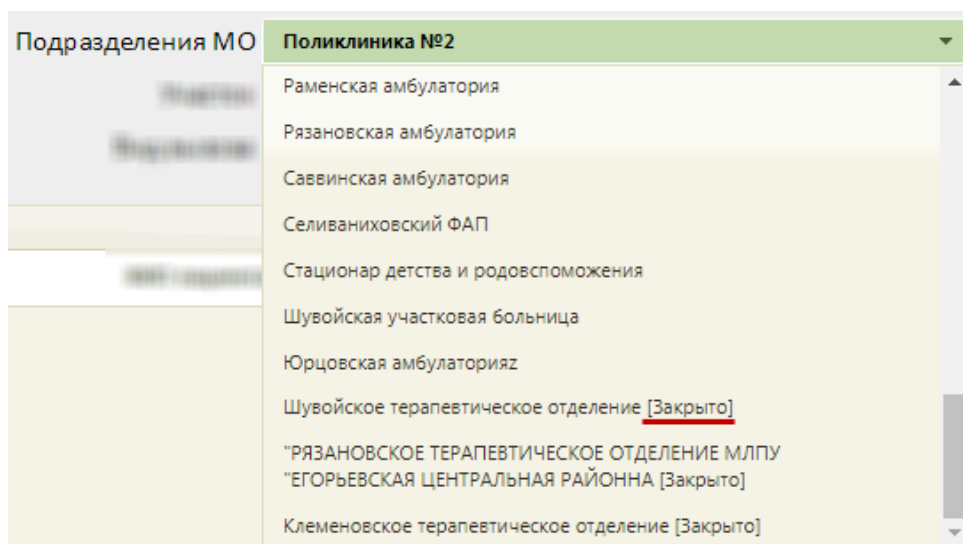 Подразделения МО Поликлиника №2
Раменская амбулатория
Рязановская амбулатория
Саввинская амбулатория
Селиваниховский ФАП
Стационар детства и родовспоможения
Шувойская участковая больница
Юрцовская амбулаторияz
Шувойское терапевтическое отделение [Закрыто]
"РЯЗАНОВСКОЕ ТЕРАПЕВТИЧЕСКОЕ ОТДЕЛЕНИЕ МЛПУ
"ЕГОРЬЕВСКАЯ ЦЕНТРАЛЬНАЯ РАЙОННА [Закрыто]
Клеменовское терапевтическое отделение [Закрыто]